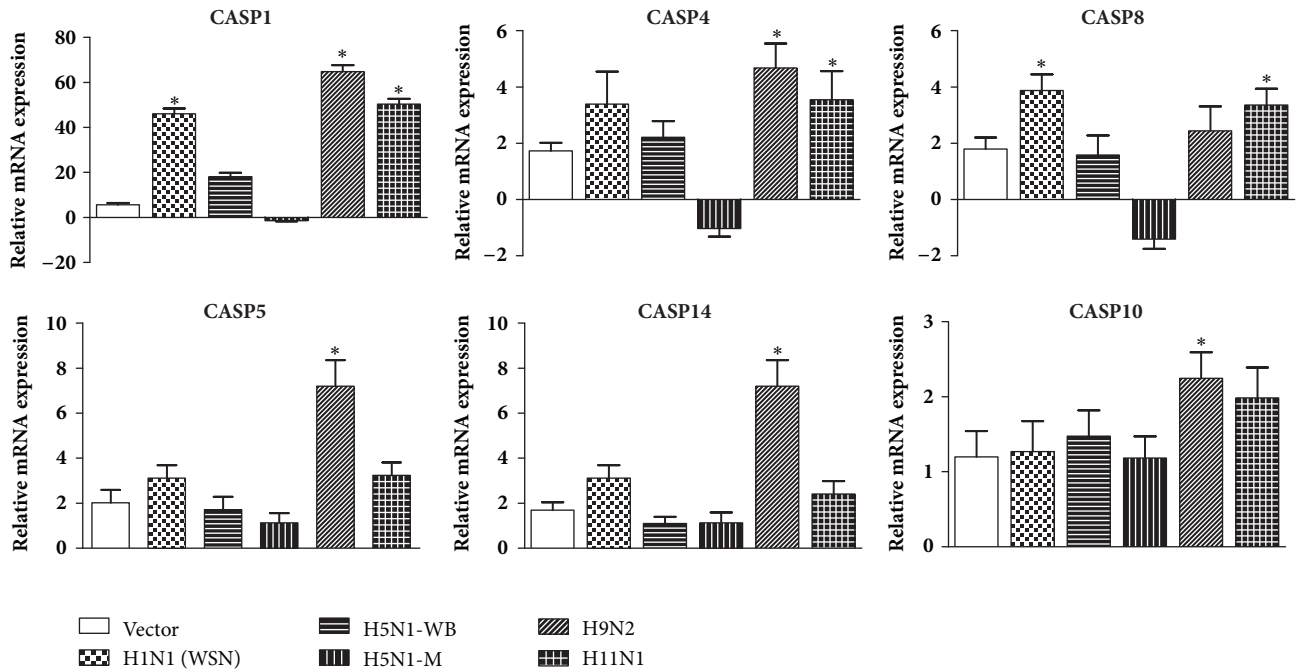 CASP1
Relative mRNA expression
80
60
40
20
0
−20
*
*
*
CASP4
Relative mRNA expression
6
4
2
0
−2
*
*
CASP8
Relative mRNA expression
6
4
2
0
−2
*
*
CASP5
Relative mRNA expression
10
8
6
4
2
0
*
CASP14
Relative mRNA expression
10
8
6
4
2
0
*
CASP10
Relative mRNA expression
3
2
1
0
*
Vector
H1N1 (WSN)
H5N1-WB
H5N1-M
H9N2
H11N1